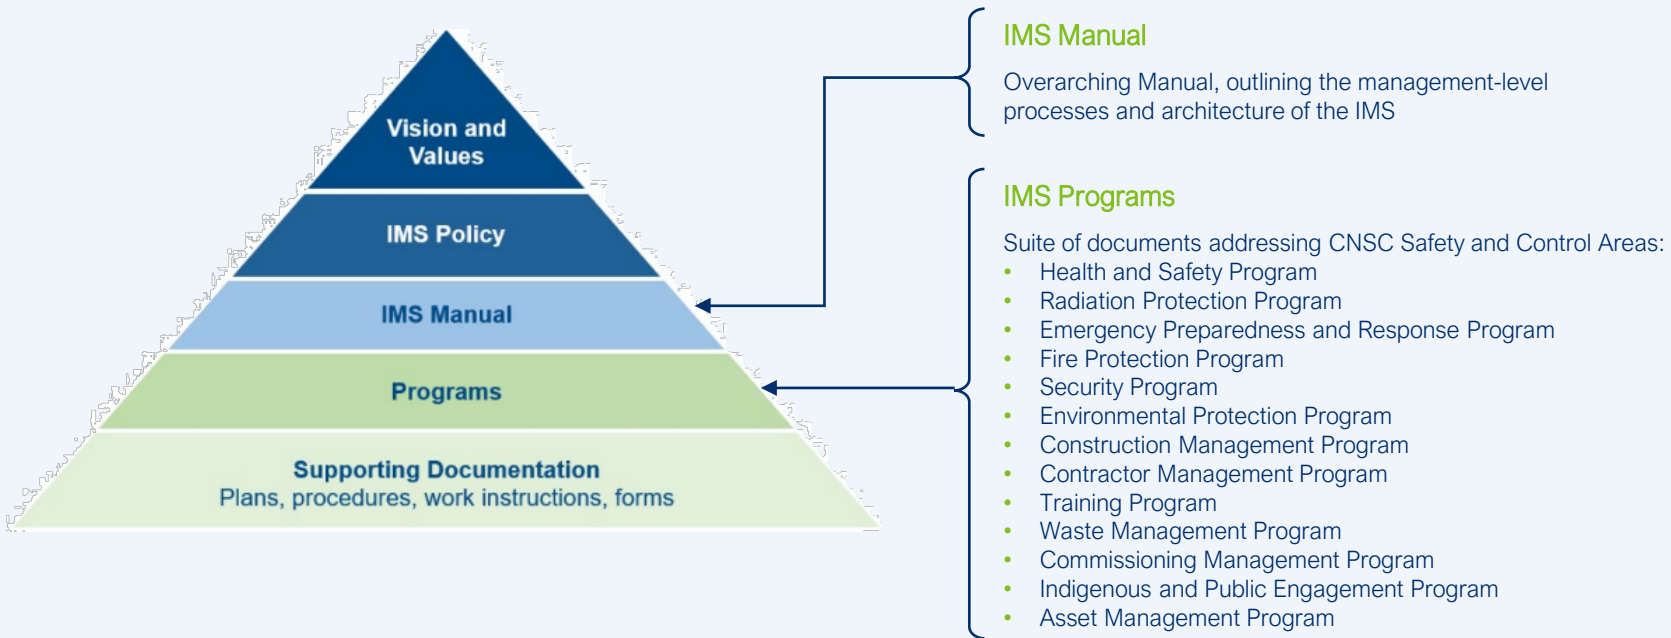 Vision and
Values
IMS Policy
IMS Manual
Programs
Supporting Documentation
Plans, procedures, work instructions, forms
IMS Manual
Overarching Manual, outlining the management-level
processes and architecture of the IMS
IMS Programs
Suite of documents addressing CNSC Safety and Control Areas:
• Health and Safety Program
• Radiation Protection Program
• Emergency Preparedness and Response Program
• Fire Protection Program
• Security Program
• Environmental Protection Program
• Construction Management Program
• Contractor Management Program
• Training Program
• Waste Management Program
• Commissioning Management Program
• Indigenous and Public Engagement Program
• Asset Management Program